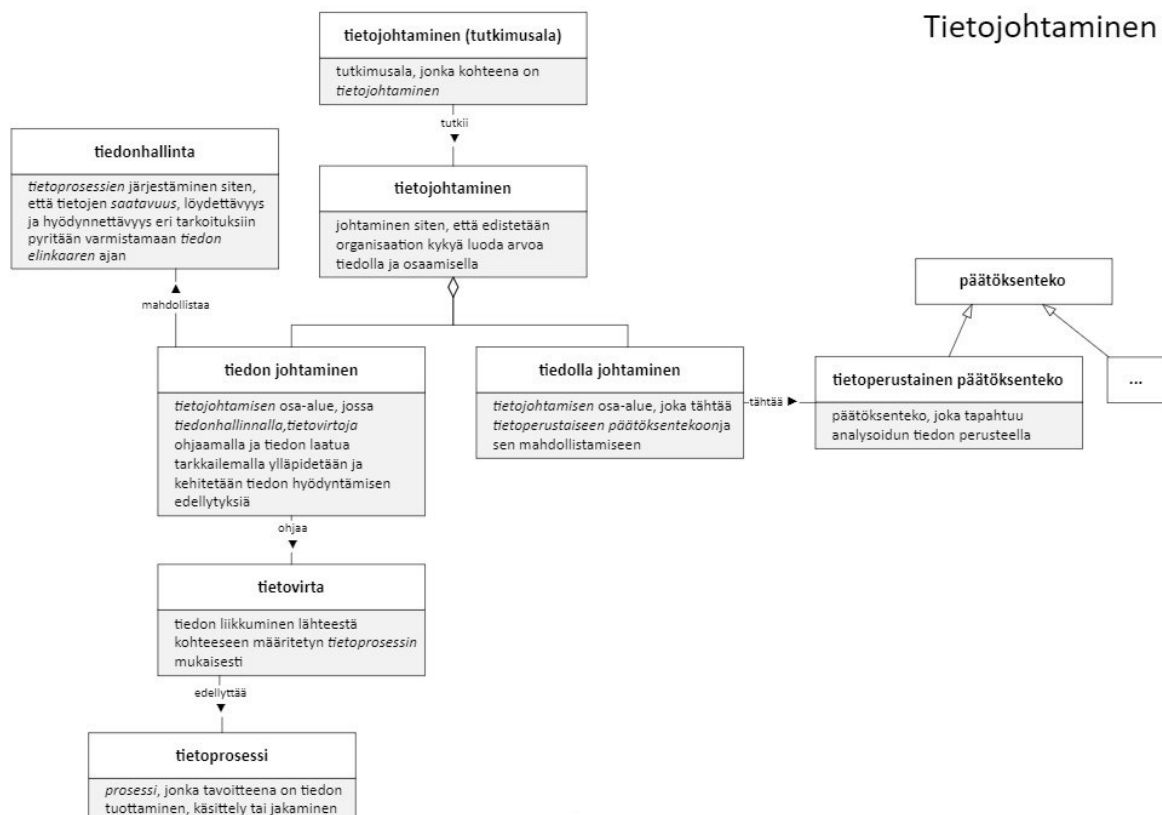 Tietojohtaminen
tietojohtaminen (tutkimusala)
tutkimusala, jonka kohteena on
tietojohtaminen
tutkii
tiedonhallinta
tietoprosessien järjestäminen siten,
että tietojen saatavuus, löydettävyys
ja hyödynnettävyys eri tarkoituksiin
pyritään varmistamaan tiedon
elinkaaren ajan
tietojohtaminen
johtaminen siten, että edistetään
organisaation kykyä luoda arvoa
tiedolla ja osaamisella
mahdollistaa
päätöksenteko
tiedon johtaminen
tietojohtamisen osa-alue, jossa
tiedonhallinnalla,tietovirtoja
ohjaamalla ja tiedon laatua
tarkkailemalla ylläpidetään ja
kehitetään tiedon hyödyntämisen
edellytyksiä
tiedolla johtaminen
tietojohtamisen osa-alue, joka tähtää
tietoperustaiseen päätöksentekoonja
sen mahdollistamiseen
tähtää
tietoperustainen päätöksenteko
päätöksenteko, joka tapahtuu
analysoidun tiedon perusteella
...
ohjaa
tietovirta
tiedon liikkuminen lähteestä
kohteeseen määritetyn tietoprosessin
mukaisesti
edellyttää
tietoprosessi
prosessi, jonka tavoitteena on tiedon
tuottaminen, käsittely tai jakaminen